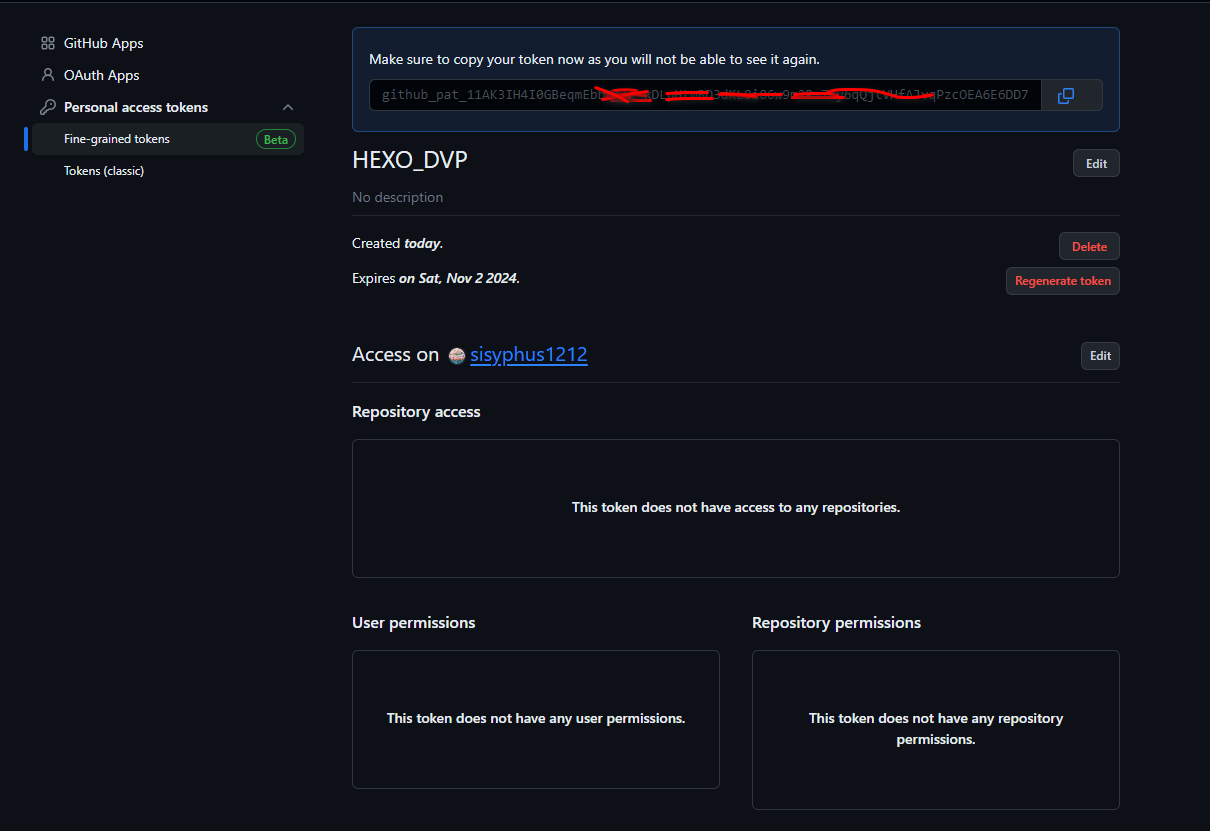 GitHub Apps
OAuth Apps
Personal access tokens
Fine-grained tokens
Beta
Tokens (classic)
Make sure to copy your token now as you will not be able to see it again.
HEXO_DVP
Edit
No description
Created today.
Delete
Expires on Sat, Nov 2 2024.
Regenerate token
Access on sisyphus1212
Edit
Repository access
This token does not have access to any repositories.
User permissions
This token does not have any user permissions.
Repository permissions
This token does not have any repository
permissions.